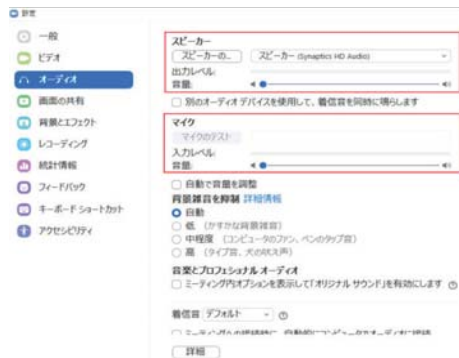 設定
一般
ビデオ
オーディオ
画面の共有
背景とエフェクト
レコーディング
統計情報
フィードバック
キーボード ショートカット
アクセシビリティ
スピーカー
スピーカーの... スピーカー (Synaptics HD Audio)
出力レベル:
音量:
別のオーディオ デバイスを使用して、着信音を同時に鳴らします
マイク
マイクのテスト
入力レベル:
音量:
自動で音量を調整
背景雑音を抑制 詳細情報
自動
低 (かすかな背景雑音)
中程度 (コンピュータのファン、ペンのタップ音)
高 (タイプ音、犬の吠え声)
音楽とプロフェショナル オーディオ
ミーティング内オプションを表示して「オリジナル サウンド」を有効にします
着信音 デフォルト
詳細